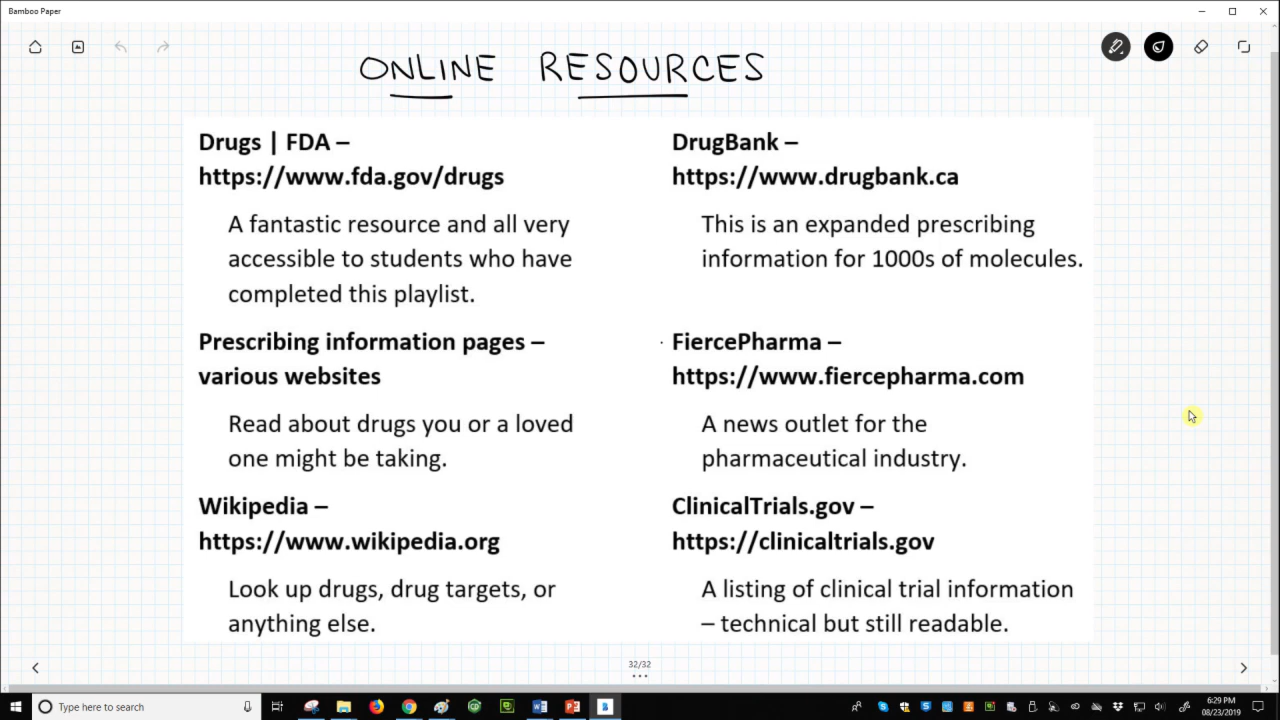 Bamboo Paper
ONLINE RESOURCES
Drugs | FDA –
https://www.fda.gov/drugs
A fantastic resource and all very
accessible to students who have
completed this playlist.
Prescribing information pages –
various websites
Read about drugs you or a loved
one might be taking.
Wikipedia –
https://www.wikipedia.org
Look up drugs, drug targets, or
anything else.
DrugBank –
https://www.drugbank.ca
This is an expanded prescribing
information for 1000s of molecules.
FiercePharma –
https://www.fiercepharma.com
A news outlet for the
pharmaceutical industry.
ClinicalTrials.gov –
https://clinicaltrials.gov
A listing of clinical trial information
– technical but still readable.
32/32
Type here to search
6:29 PM
08/23/2019